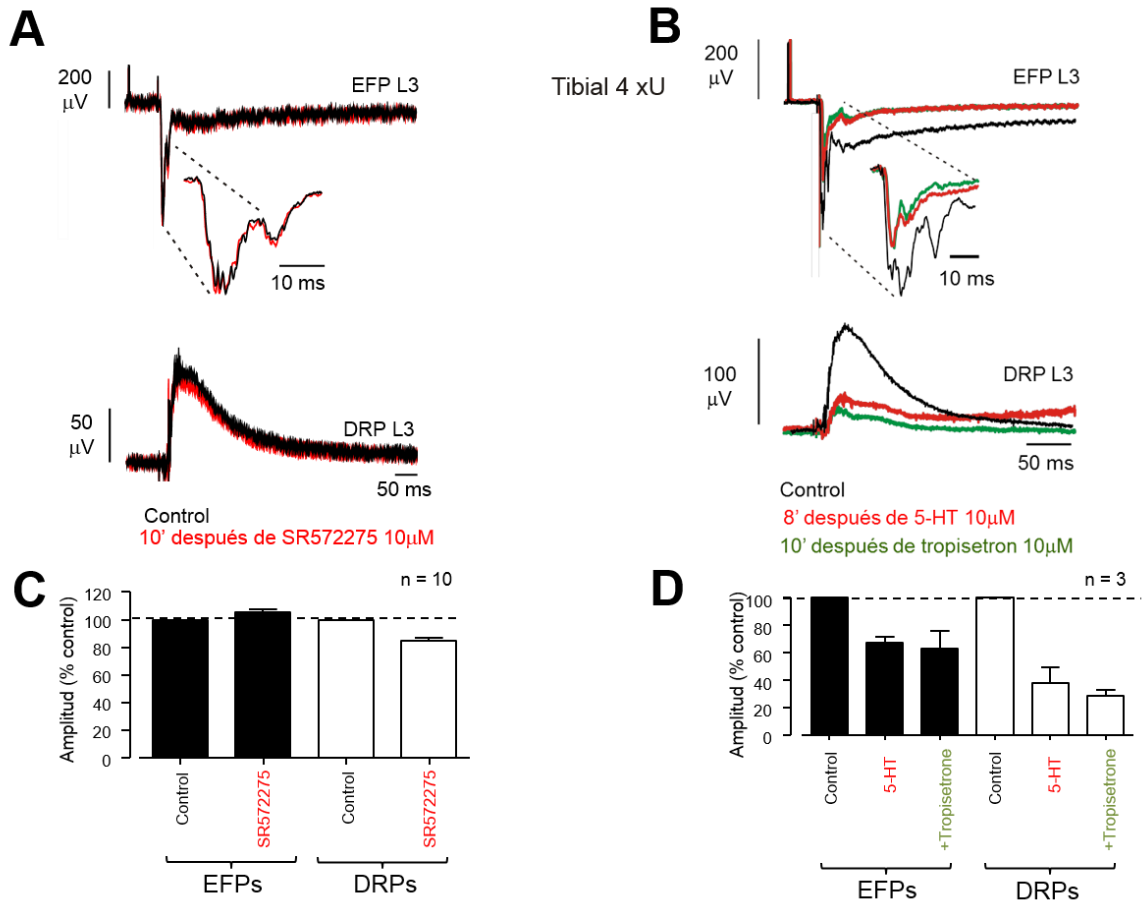 A
200
μV
EFP L3
10 ms
50
μV
DRP L3
50 ms
Control
10' después de SR572275 10μM
Tibial 4 xU
B
200
μV
EFP L3
10 ms
100
μV
DRP L3
50 ms
Control
8' después de 5-HT 10μM
10' después de tropisetron 10μM
C
n = 10
Amplitud (% control)
120
100
80
60
40
20
0
Control
SR572275
Control
SR572275
EFPs
DRPs
D
n = 3
Amplitud (% control)
100
80
60
40
20
0
Control
5-HT
+Tropisetrone
Control
5-HT
+Tropisetrone
EFPs
DRPs